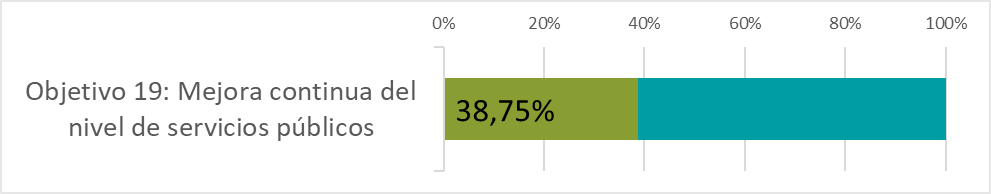 0% 20% 40% 60% 80% 100%
Objetivo 19: Mejora continua del
nivel de servicios públicos
38,75%